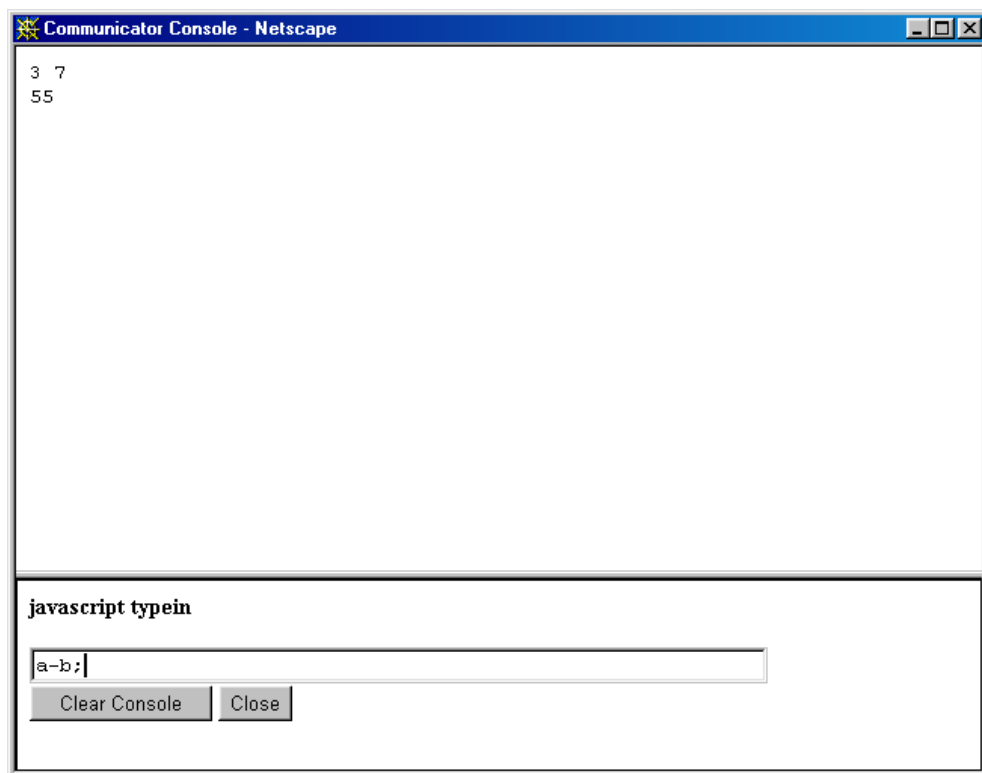 Communicator Console - Netscape
3 7
55
javascript typein
a-b;
Clear Console Close